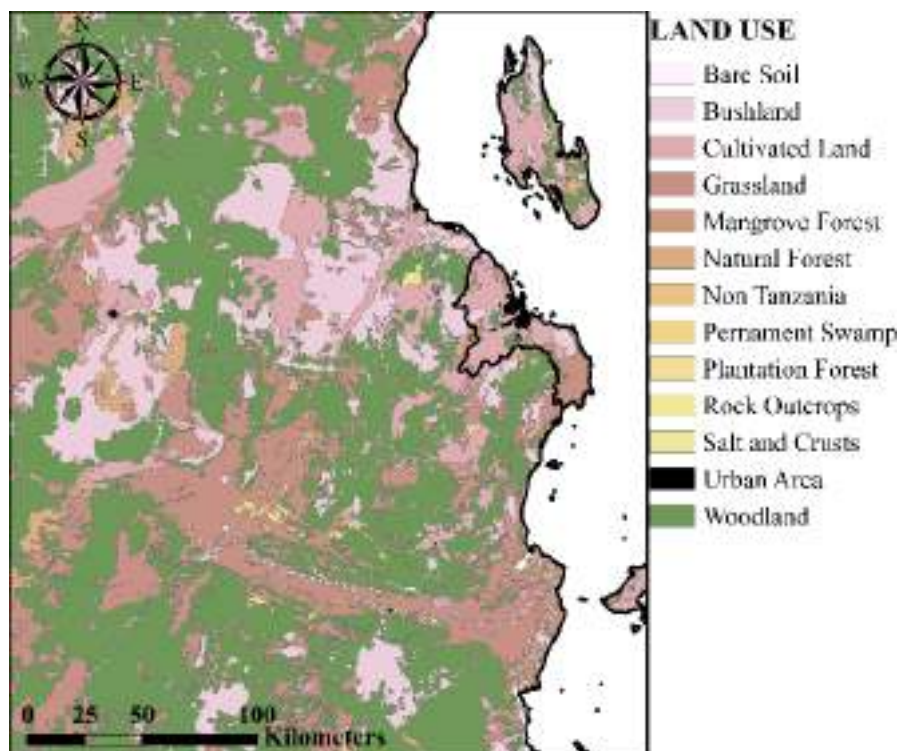 N
W E
S
LAND USE
Bare Soil
Bushland
Cultivated Land
Grassland
Mangrove Forest
Natural Forest
Non Tanzania
Pernament Swamp
Plantation Forest
Rock Outcrops
Salt and Crusts
Urban Area
Woodland
0 25 50 100
Kilometers